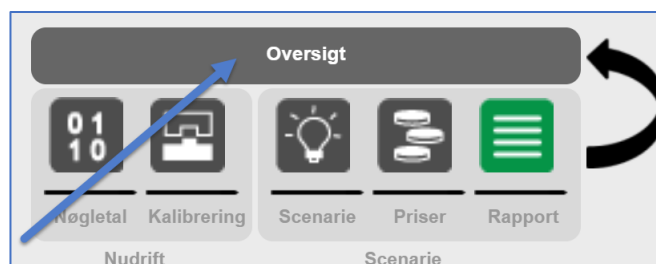 Oversigt
01
10
Nøgletal Kalibrering Scenarie Priser Rapport
Nudrift Scenarie